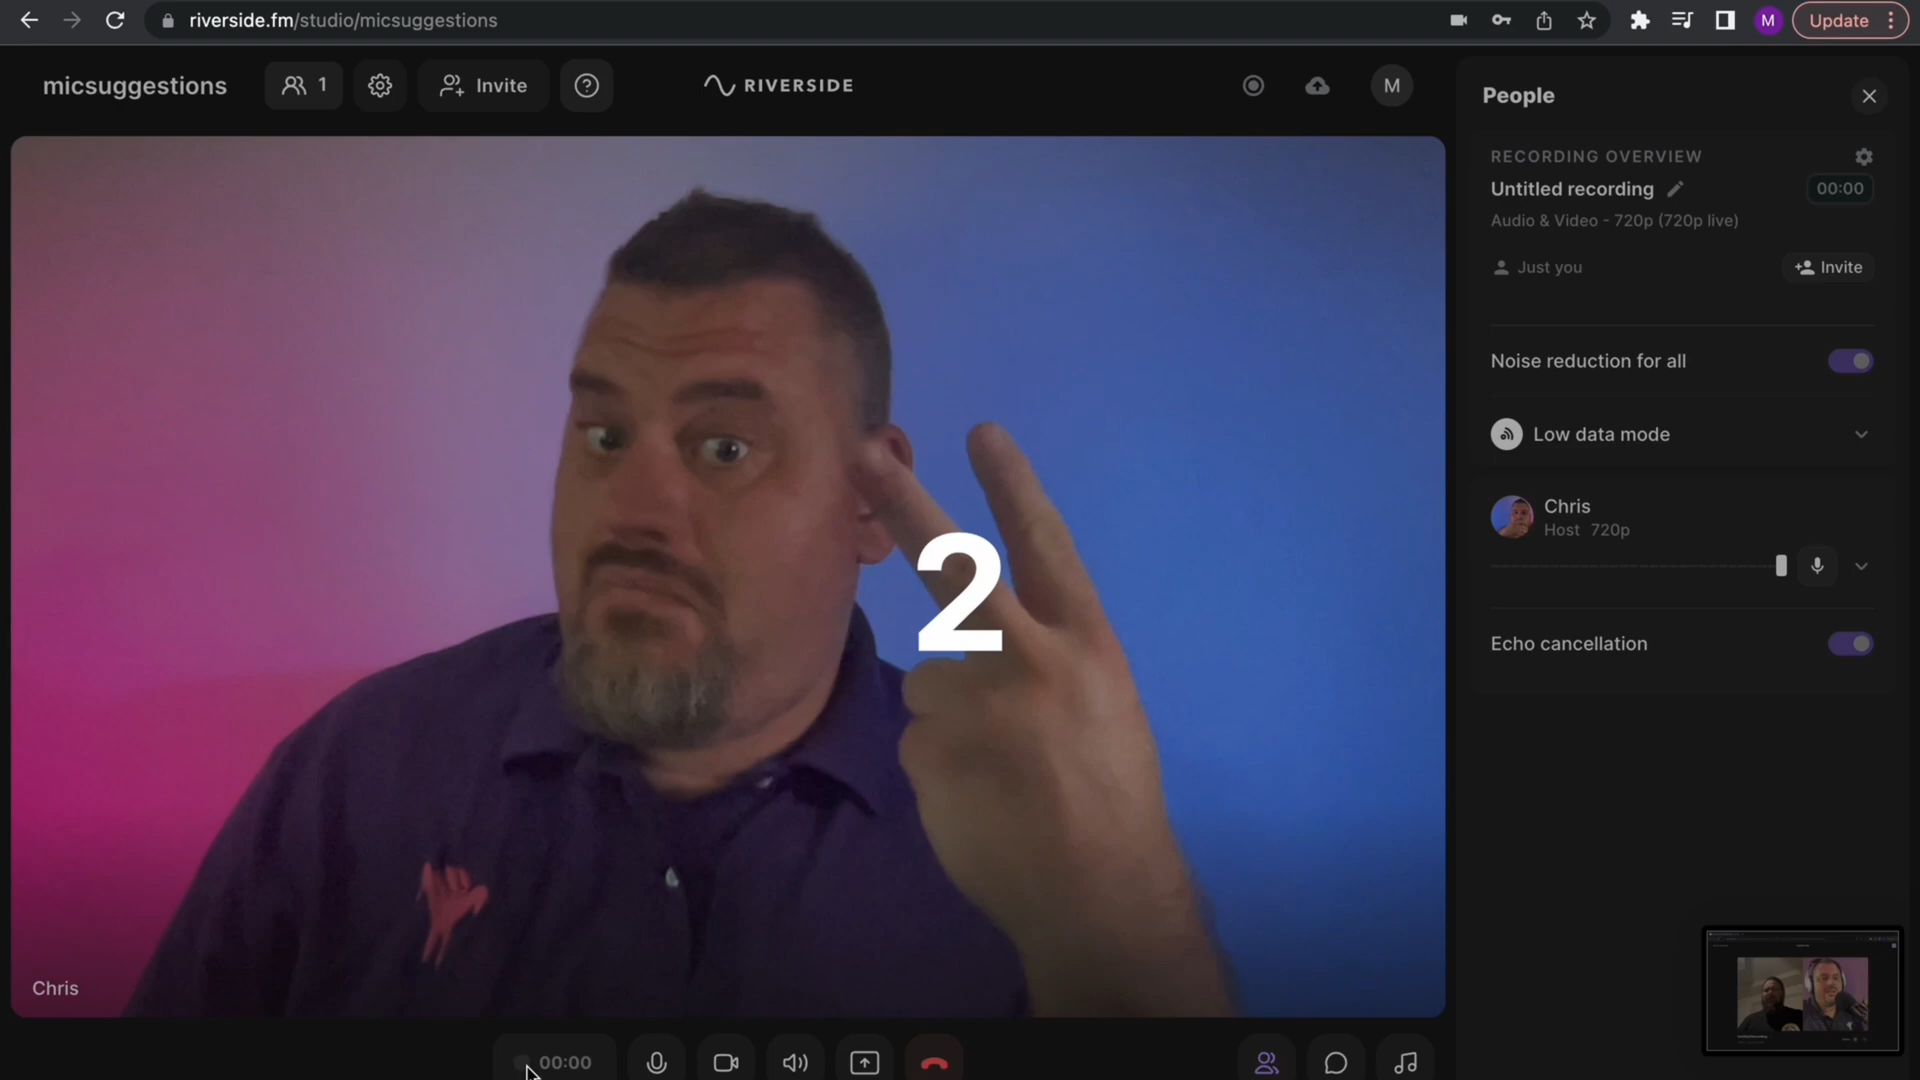 riverside.fm/studio/micsuggestions
M
Update
micsuggestions
1
Invite
RIVERSIDE
M
People
RECORDING OVERVIEW
Untitled recording
00:00
Audio & Video - 720p (720p live)
Just you
Invite
Noise reduction for all
Low data mode
Chris
Host 720p
2
Echo cancellation
Chris
00:00